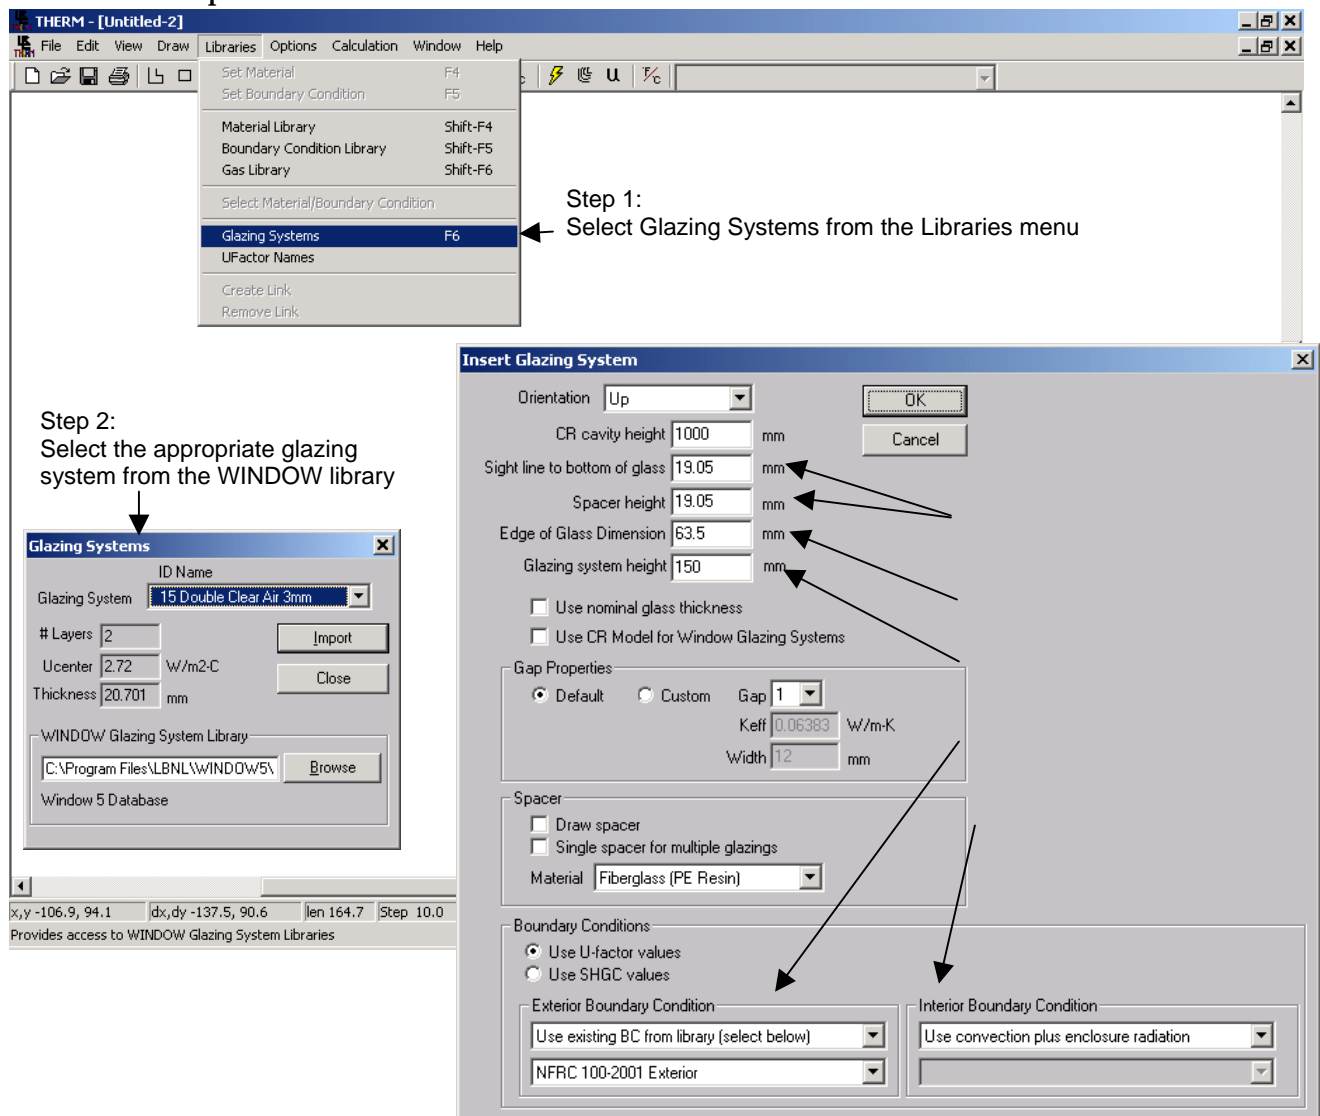 THERM - [Untitled-2]
File Edit View Draw Libraries Options Calculation Window Help
Set Material F4
Set Boundary Condition F5
Material Library Shift-F4
Boundary Condition Library Shift-F5
Gas Library Shift-F6
Select Material/Boundary Condition
Glazing Systems F6
UFactor Names
Create Link
Remove Link
Step 1:
Select Glazing Systems from the Libraries menu
Step 2:
Select the appropriate glazing
system from the WINDOW library
Glazing Systems
ID Name
Glazing System 15 Double Clear Air 3mm
# Layers 2
Import
Ucenter 2.72 W/m2-C
Close
Thickness 20.701 mm
WINDOW Glazing System Library
C:\Program Files\LBNL\WINDOW5\ Browse
Window 5 Database
x,y -106.9, 94.1 dx,dy -137.5, 90.6 len 164.7 Step 10.0
Provides access to WINDOW Glazing System Libraries
Insert Glazing System
Orientation Up
OK
CR cavity height 1000 mm
Cancel
Sight line to bottom of glass 19.05 mm
Spacer height 19.05 mm
Edge of Glass Dimension 63.5 mm
Glazing system height 150 mm
Use nominal glass thickness
Use CR Model for Window Glazing Systems
Gap Properties
Default Custom Gap 1
Keff 0.06383 W/m-K
Width 12 mm
Spacer
Draw spacer
Single spacer for multiple glazings
Material Fiberglass (PE Resin)
Boundary Conditions
Use U-factor values
Use SHGC values
Exterior Boundary Condition
Use existing BC from library (select below)
NFRC 100-2001 Exterior
Interior Boundary Condition
Use convection plus enclosure radiation